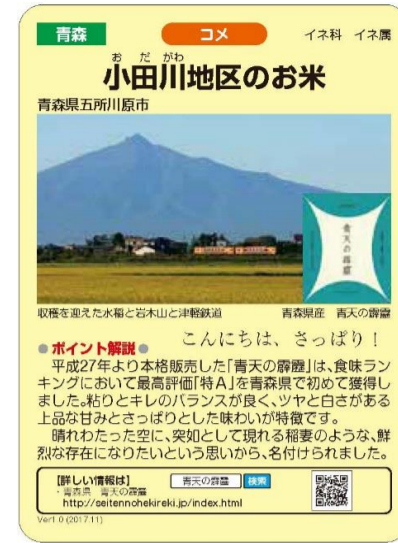 青森
コメ
イネ科 イネ属
おだがわ
小田川地区のお米
青森県五所川原市
青天の霹靂
収穫を迎えた水稲と岩木山と津軽鉄道
青森県産 青天の霹靂
こんにちは、さっぱり！
●ポイント解説●
平成27年より本格販売した「青天の霹靂」は、食味ラン
キングにおいて最高評価「特A」を青森県で初めて獲得し
ました。粘りとキレのバランスが良く、ツヤと白さがある
上品な甘みとさっぱりとした味わいが特徴です。
晴れわたった空に、突如として現れる稲妻のような、鮮
烈な存在になりたいという思いから、名付けられました。
【詳しい情報は】
青天の霹靂 検索
・青森県 青天の霹靂
http://seitennohekireki.jp/index.html
Ver1.0 (2017.11)